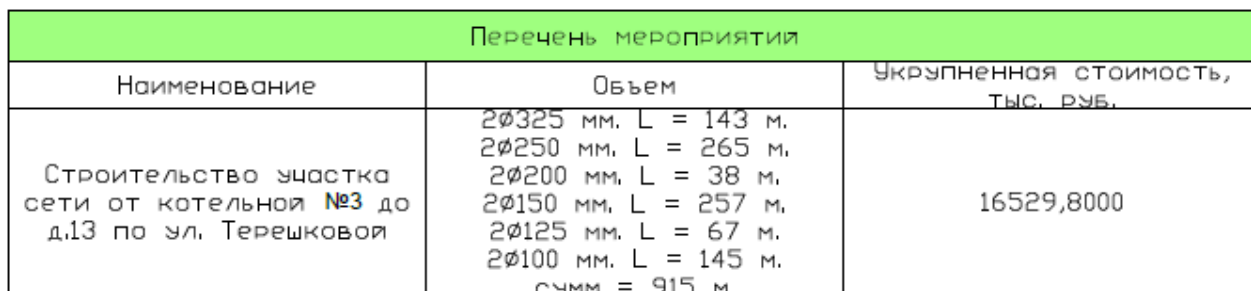 Перечень мероприятий
Наименование
Объем
Укрупненная стоимость,
тыс. руб.
Строительство участка
сети от котельной №3 до
д.13 по ул. Терешковой
2Ø325 мм. L = 143 м.
2Ø250 мм. L = 265 м.
2Ø200 мм. L = 38 м.
2Ø150 мм. L = 257 м.
2Ø125 мм. L = 67 м.
2Ø100 мм. L = 145 м.
сумм = 915 м
16529,8000